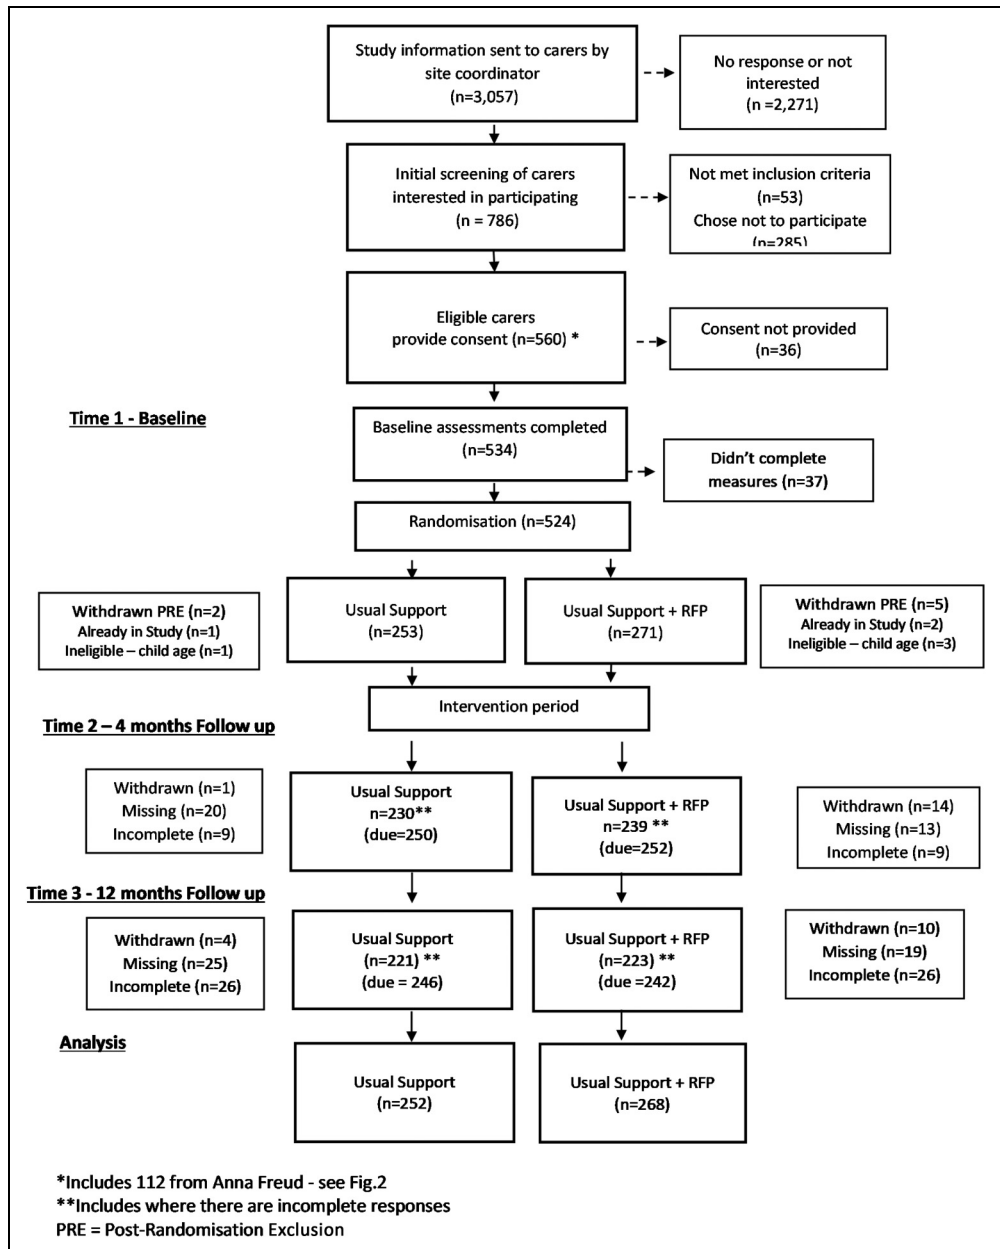 Study information sent to carers by
site coordinator
(n=3,057)
No response or not
interested
(n =2,271)
Initial screening of carers
interested in participating
(n = 786)
Not met inclusion criteria
(n=53)
Chose not to participate
(n=285)
Eligible carers
provide consent (n=560) *
Consent not provided
(n=36)
Time 1 - Baseline
Baseline assessments completed
(n=534)
Didn’t complete
measures (n=37)
Randomisation (n=524)
Withdrawn PRE (n=2)
Already in Study (n=1)
Ineligible – child age (n=1)
Usual Support
(n=253)
Usual Support + RFP
(n=271)
Withdrawn PRE (n=5)
Already in Study (n=2)
Ineligible – child age (n=3)
Intervention period
Time 2 – 4 months Follow up
Withdrawn (n=1)
Missing (n=20)
Incomplete (n=9)
Usual Support
n=230**
(due=250)
Usual Support + RFP
n=239 **
(due=252)
Withdrawn (n=14)
Missing (n=13)
Incomplete (n=9)
Time 3 - 12 months Follow up
Withdrawn (n=4)
Missing (n=25)
Incomplete (n=26)
Usual Support
(n=221) **
(due = 246)
Usual Support + RFP
(n=223) **
(due =242)
Withdrawn (n=10)
Missing (n=19)
Incomplete (n=26)
Analysis
Usual Support
(n=252)
Usual Support + RFP
(n=268)
*Includes 112 from Anna Freud - see Fig.2
**Includes where there are incomplete responses
PRE = Post-Randomisation Exclusion